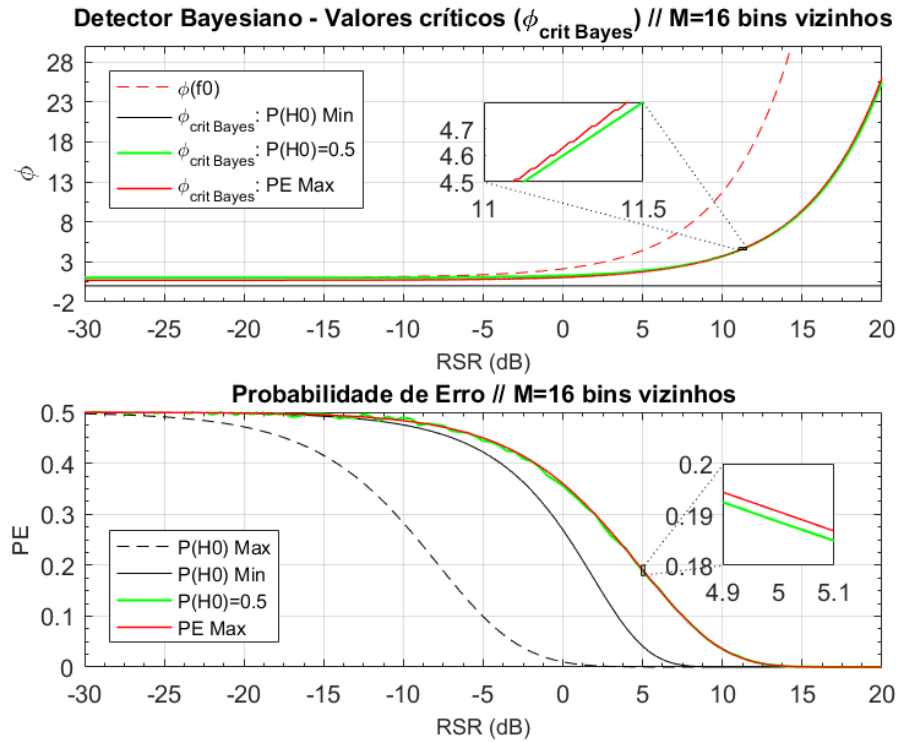 Detector Bayesiano - Valores críticos (ϕcrit Bayes) // M=16 bins vizinhos
28
23
18
13
8
3
-2
ϕ
ϕ(f0)
ϕcrit Bayes: P(H0) Min
ϕcrit Bayes: P(H0)=0.5
ϕcrit Bayes: PE Max
4.7
4.6
4.5
11 11.5
-30 -25 -20 -15 -10 -5 0 5 10 15 20
RSR (dB)
Probabilidade de Erro // M=16 bins vizinhos
0.5
0.4
0.3
0.2
0.1
0
PE
P(H0) Max
P(H0) Min
P(H0)=0.5
PE Max
0.2
0.19
0.18
4.9 5 5.1
-30 -25 -20 -15 -10 -5 0 5 10 15 20
RSR (dB)